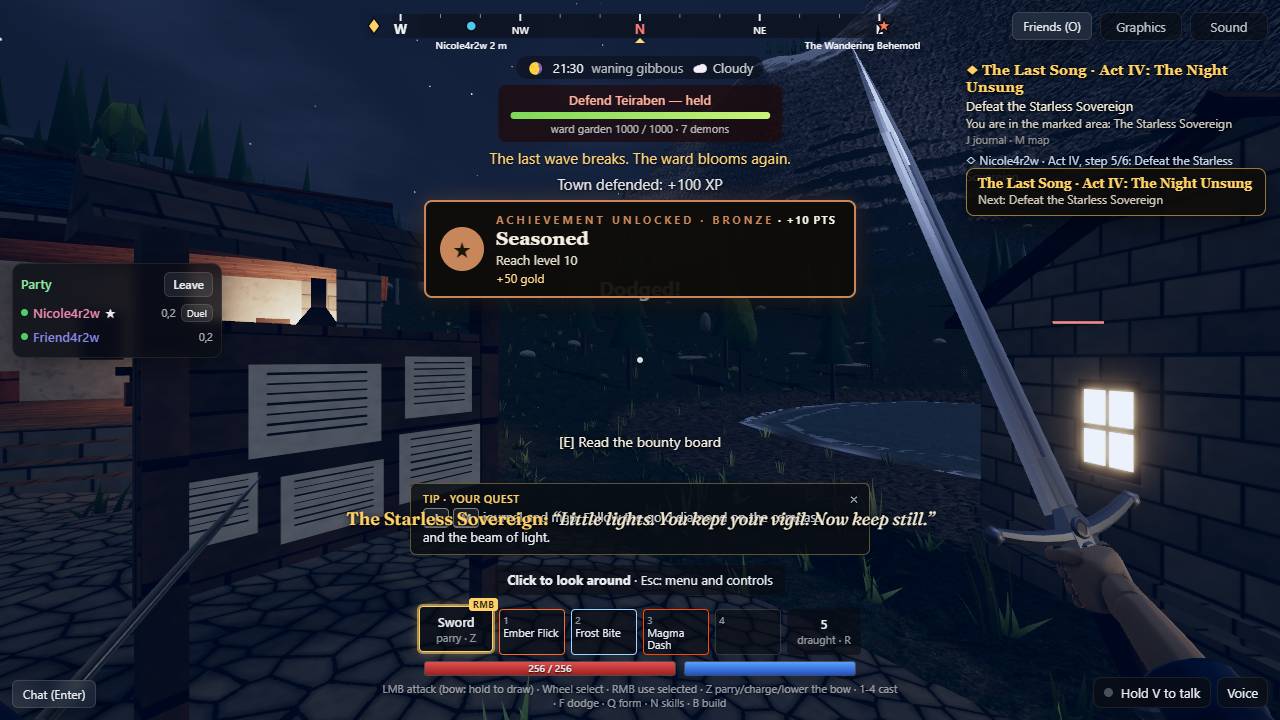 W
NW
N
NE
Nicole4r2w 2 m
The Wandering Behemotl
21:30 waning gibbous Cloudy
Defend Teiraben — held
ward garden 1000 / 1000 · 7 demons
The last wave breaks. The ward blooms again.
Town defended: +100 XP
ACHIEVEMENT UNLOCKED · BRONZE · +10 PTS
Seasoned
Reach level 10
+50 gold
Dodged!
Friends (O)
Graphics
Sound
The Last Song · Act IV: The Night
Unsung
Defeat the Starless Sovereign
You are in the marked area: The Starless Sovereign
J journal · M map
Nicole4r2w · Act IV, step 5/6: Defeat the Starless
The Last Song · Act IV: The Night Unsung
Next: Defeat the Starless Sovereign
Party
Leave
Nicole4r2w ★ 0,2 Duel
Friend4r2w 0,2
[E] Read the bounty board
TIP · YOUR QUEST
The Starless Sovereign: “Little lights. You kept your vigil. Now keep still.”
and the beam of light.
Click to look around · Esc: menu and controls
RMB
Sword
parry · Z
1
Ember Flick
2
Frost Bite
3
Magma
Dash
4
5
draught · R
256 / 256
LMB attack (bow: hold to draw) · Wheel select · RMB use selected · Z parry/charge/lower the bow · 1-4 cast
· F dodge · Q form · N skills · B build
Chat (Enter)
Hold V to talk
Voice